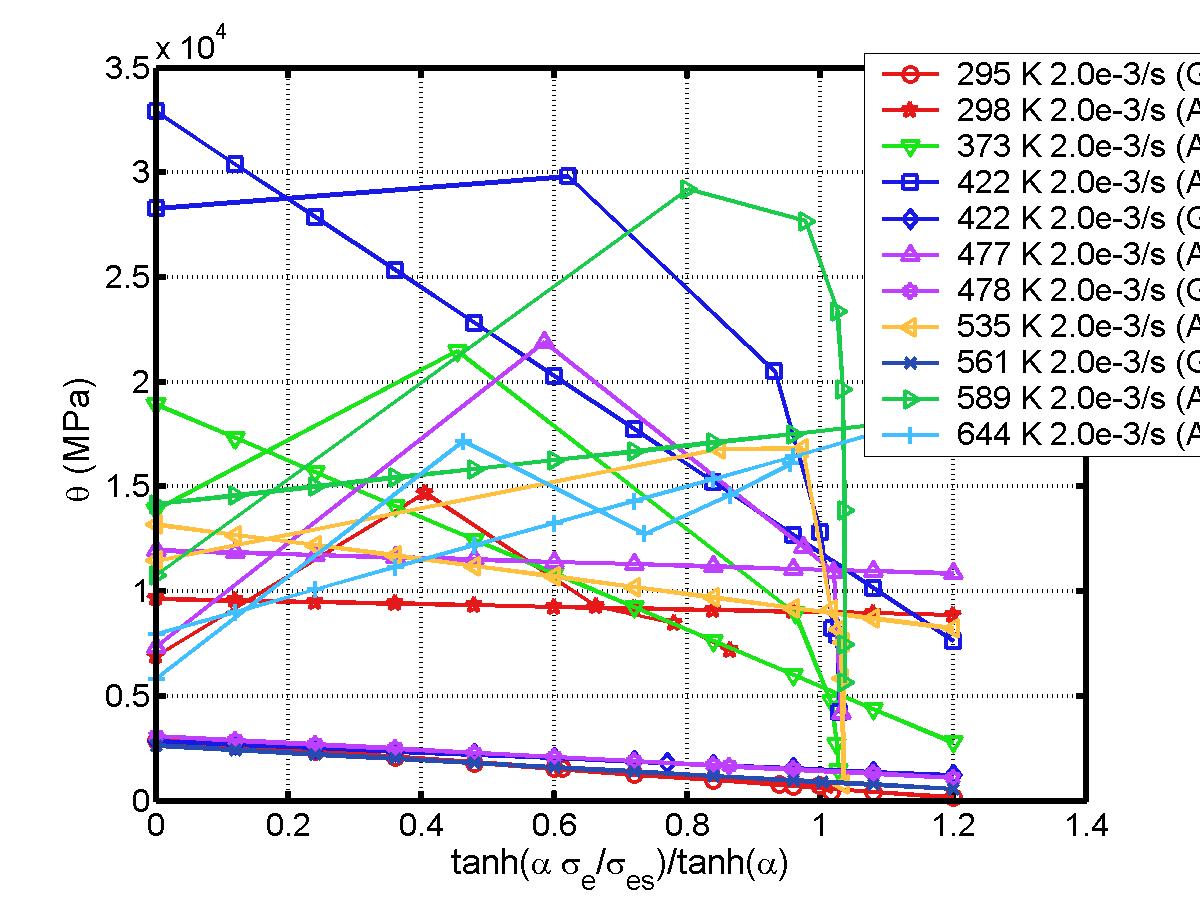 x 10^4
3.5
3
2.5
2
1.5
1
0.5
0
0 0.2 0.4 0.6 0.8 1 1.2 1.4
θ (MPa)
tanh(α σ_e/σ_es)/tanh(α)
295 K 2.0e-3/s (
298 K 2.0e-3/s (A
373 K 2.0e-3/s (A
422 K 2.0e-3/s (A
422 K 2.0e-3/s (
477 K 2.0e-3/s (A
478 K 2.0e-3/s (
535 K 2.0e-3/s (A
561 K 2.0e-3/s (
589 K 2.0e-3/s (A
644 K 2.0e-3/s (A